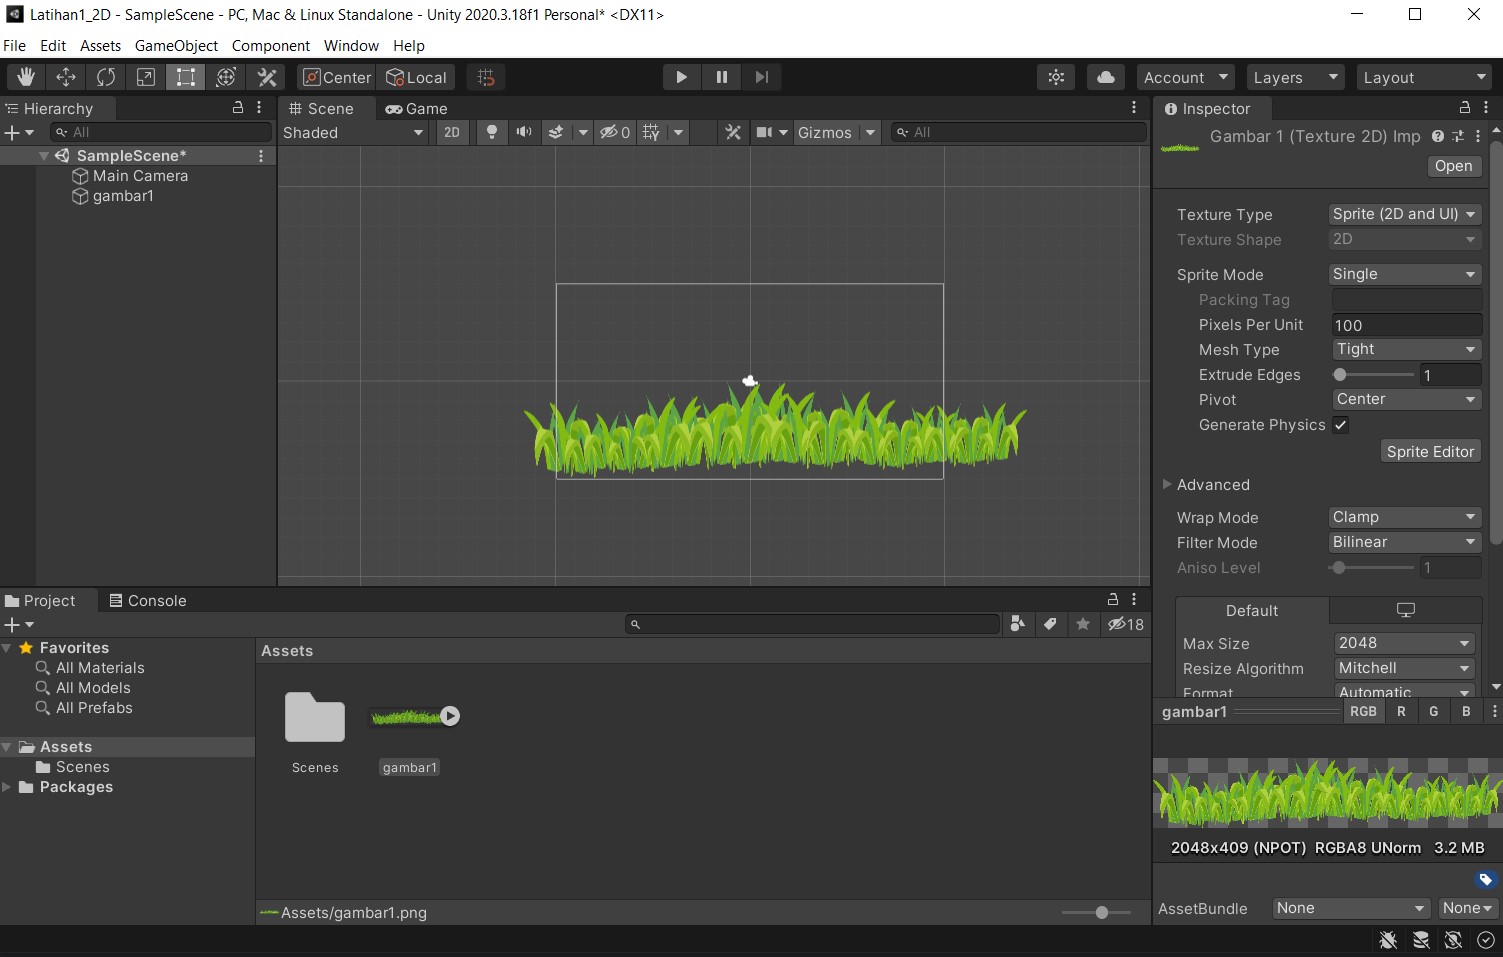 Latihan1_2D - SampleScene - PC, Mac & Linux Standalone - Unity 2020.3.18f1 Personal* <DX11>
File Edit Assets GameObject Component Window Help
Center Local Account Layers Layout
Hierarchy
All
SampleScene*
Main Camera
gambar1
Scene Game
Shaded 2D 0 Gizmos All
Inspector
Gambar 1 (Texture 2D) Imp
Open
Texture Type Sprite (2D and UI)
Texture Shape 2D
Sprite Mode Single
Packing Tag
Pixels Per Unit 100
Mesh Type Tight
Extrude Edges 1
Pivot Center
Generate Physics
Sprite Editor
Advanced
Wrap Mode Clamp
Filter Mode Bilinear
Aniso Level 1
Default
Max Size 2048
Resize Algorithm Mitchell
Format Automatic
gambar1 RGB R G B
2048x409 (NPOT) RGBA8 UNorm 3.2 MB
AssetBundle None None
Project Console
18
Favorites
All Materials
All Models
All Prefabs
Assets
Scenes
Packages
Assets
Scenes gambar1
Assets/gambar1.png